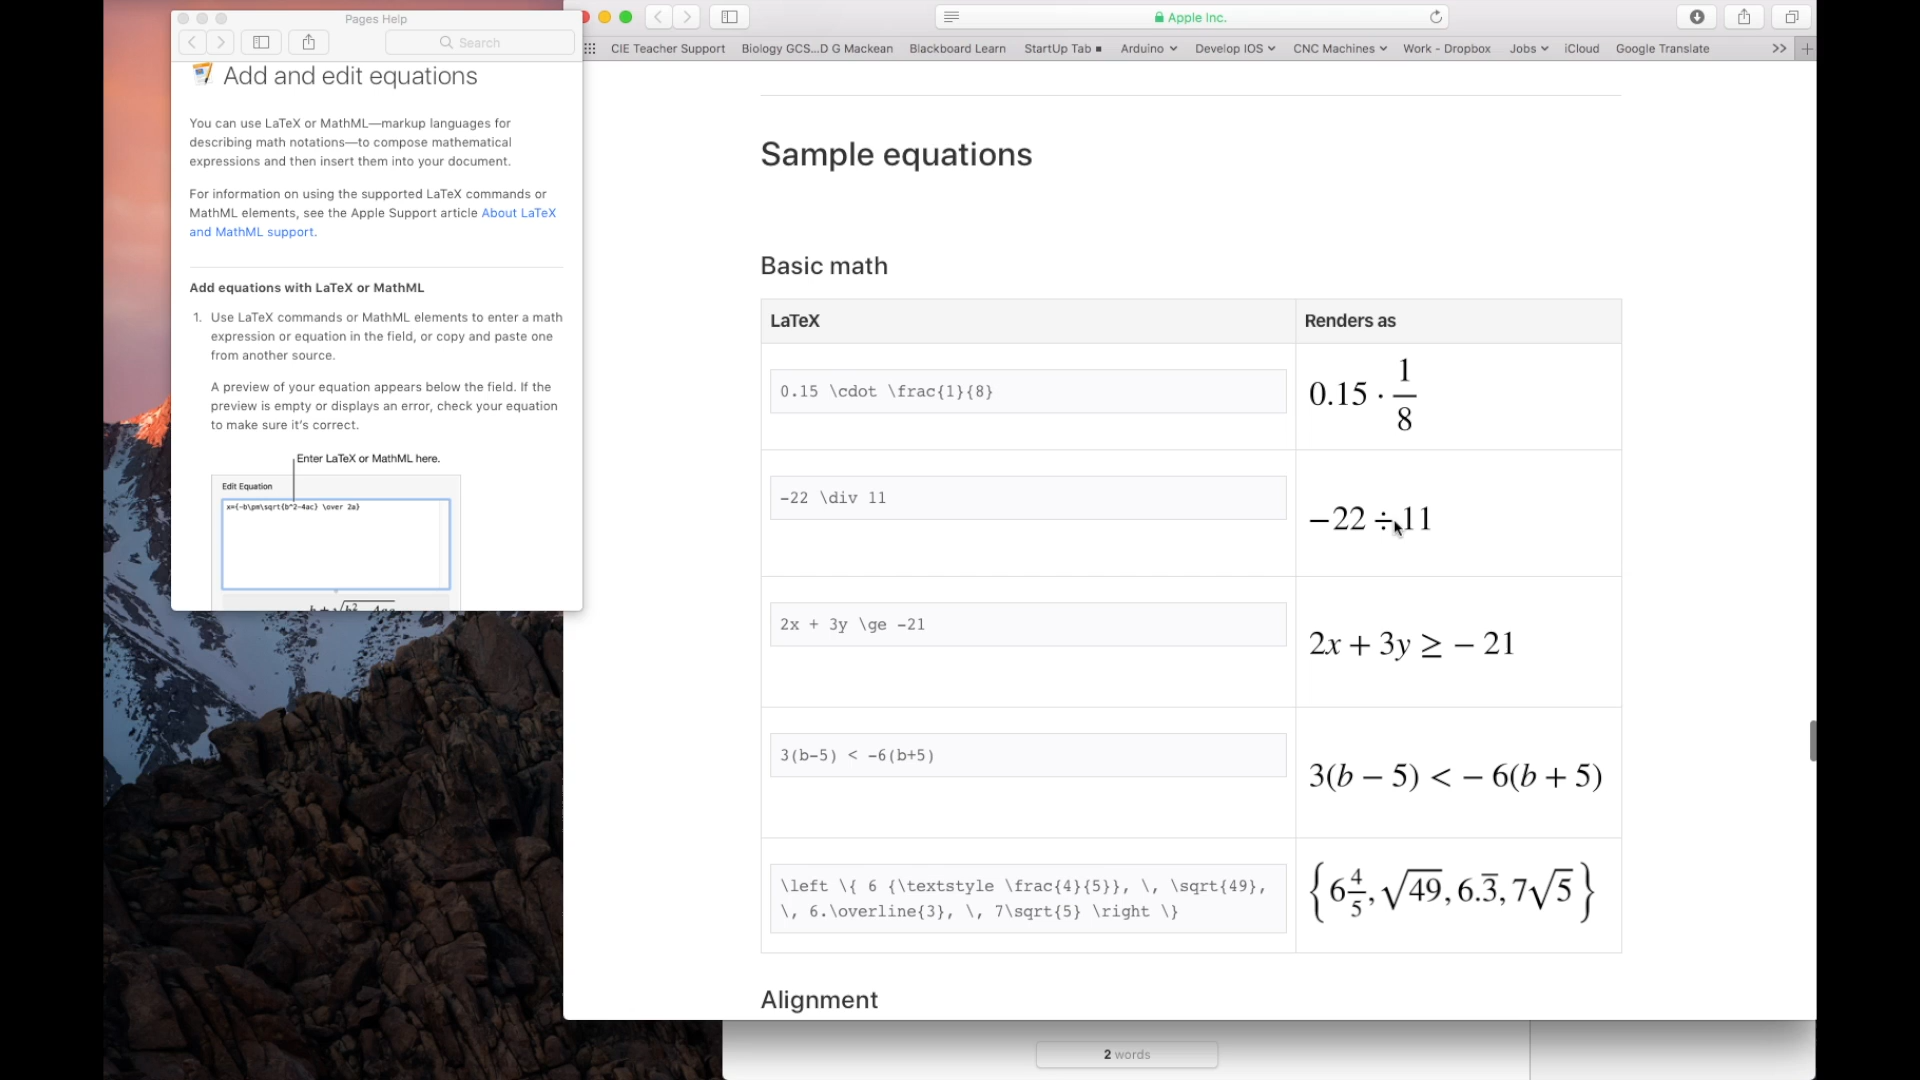 Pages Help
Search
Add and edit equations
You can use LaTeX or MathML—markup languages for
describing math notations—to compose mathematical
expressions and then insert them into your document.
For information on using the supported LaTeX commands or
MathML elements, see the Apple Support article About LaTeX
and MathML support.
Add equations with LaTeX or MathML
1. Use LaTeX commands or MathML elements to enter a math
expression or equation in the field, or copy and paste one
from another source.
A preview of your equation appears below the field. If the
preview is empty or displays an error, check your equation
to make sure it's correct.
Enter LaTeX or MathML here.
Edit Equation
x={-b\pm\sqrt{b^2-4ac} \over 2a}
Apple Inc.
CIE Teacher Support Biology GCS...D G Mackean Blackboard Learn StartUp Tab Arduino Develop IOS CNC Machines Work - Dropbox Jobs iCloud Google Translate
Sample equations
Basic math
LaTeX Renders as
0.15 \cdot \frac{1}{8} 0.15 · 1/8
-22 \div 11 −22 ÷ 11
2x + 3y \ge -21 2x + 3y ≥ − 21
3(b-5) < -6(b+5) 3(b − 5) < − 6(b + 5)
\left \{ 6 {\textstyle \frac{4}{5}}, \, \sqrt{49},
\, 6.\overline{3}, \, 7\sqrt{5} \right \}
{6 4/5, √49, 6.3̅, 7√5}
Alignment
2 words